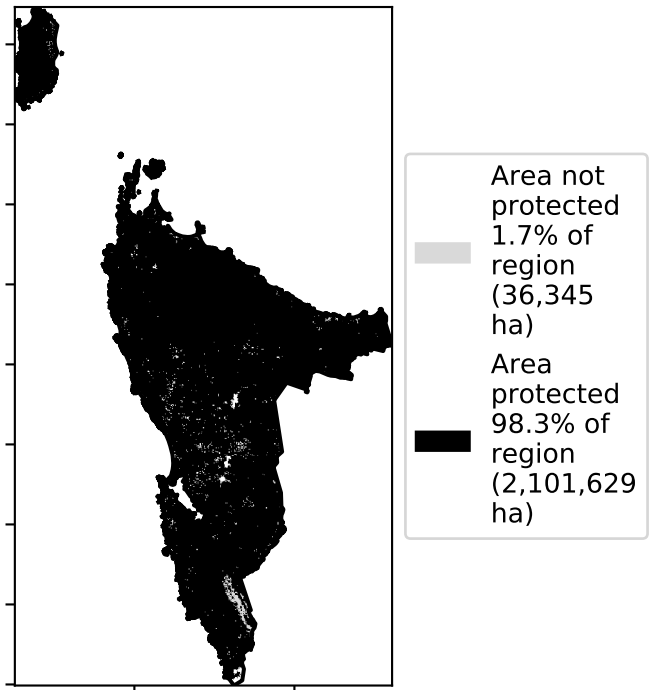 Area not
protected
1.7% of
region
(36,345
ha)
Area
protected
98.3% of
region
(2,101,629
ha)